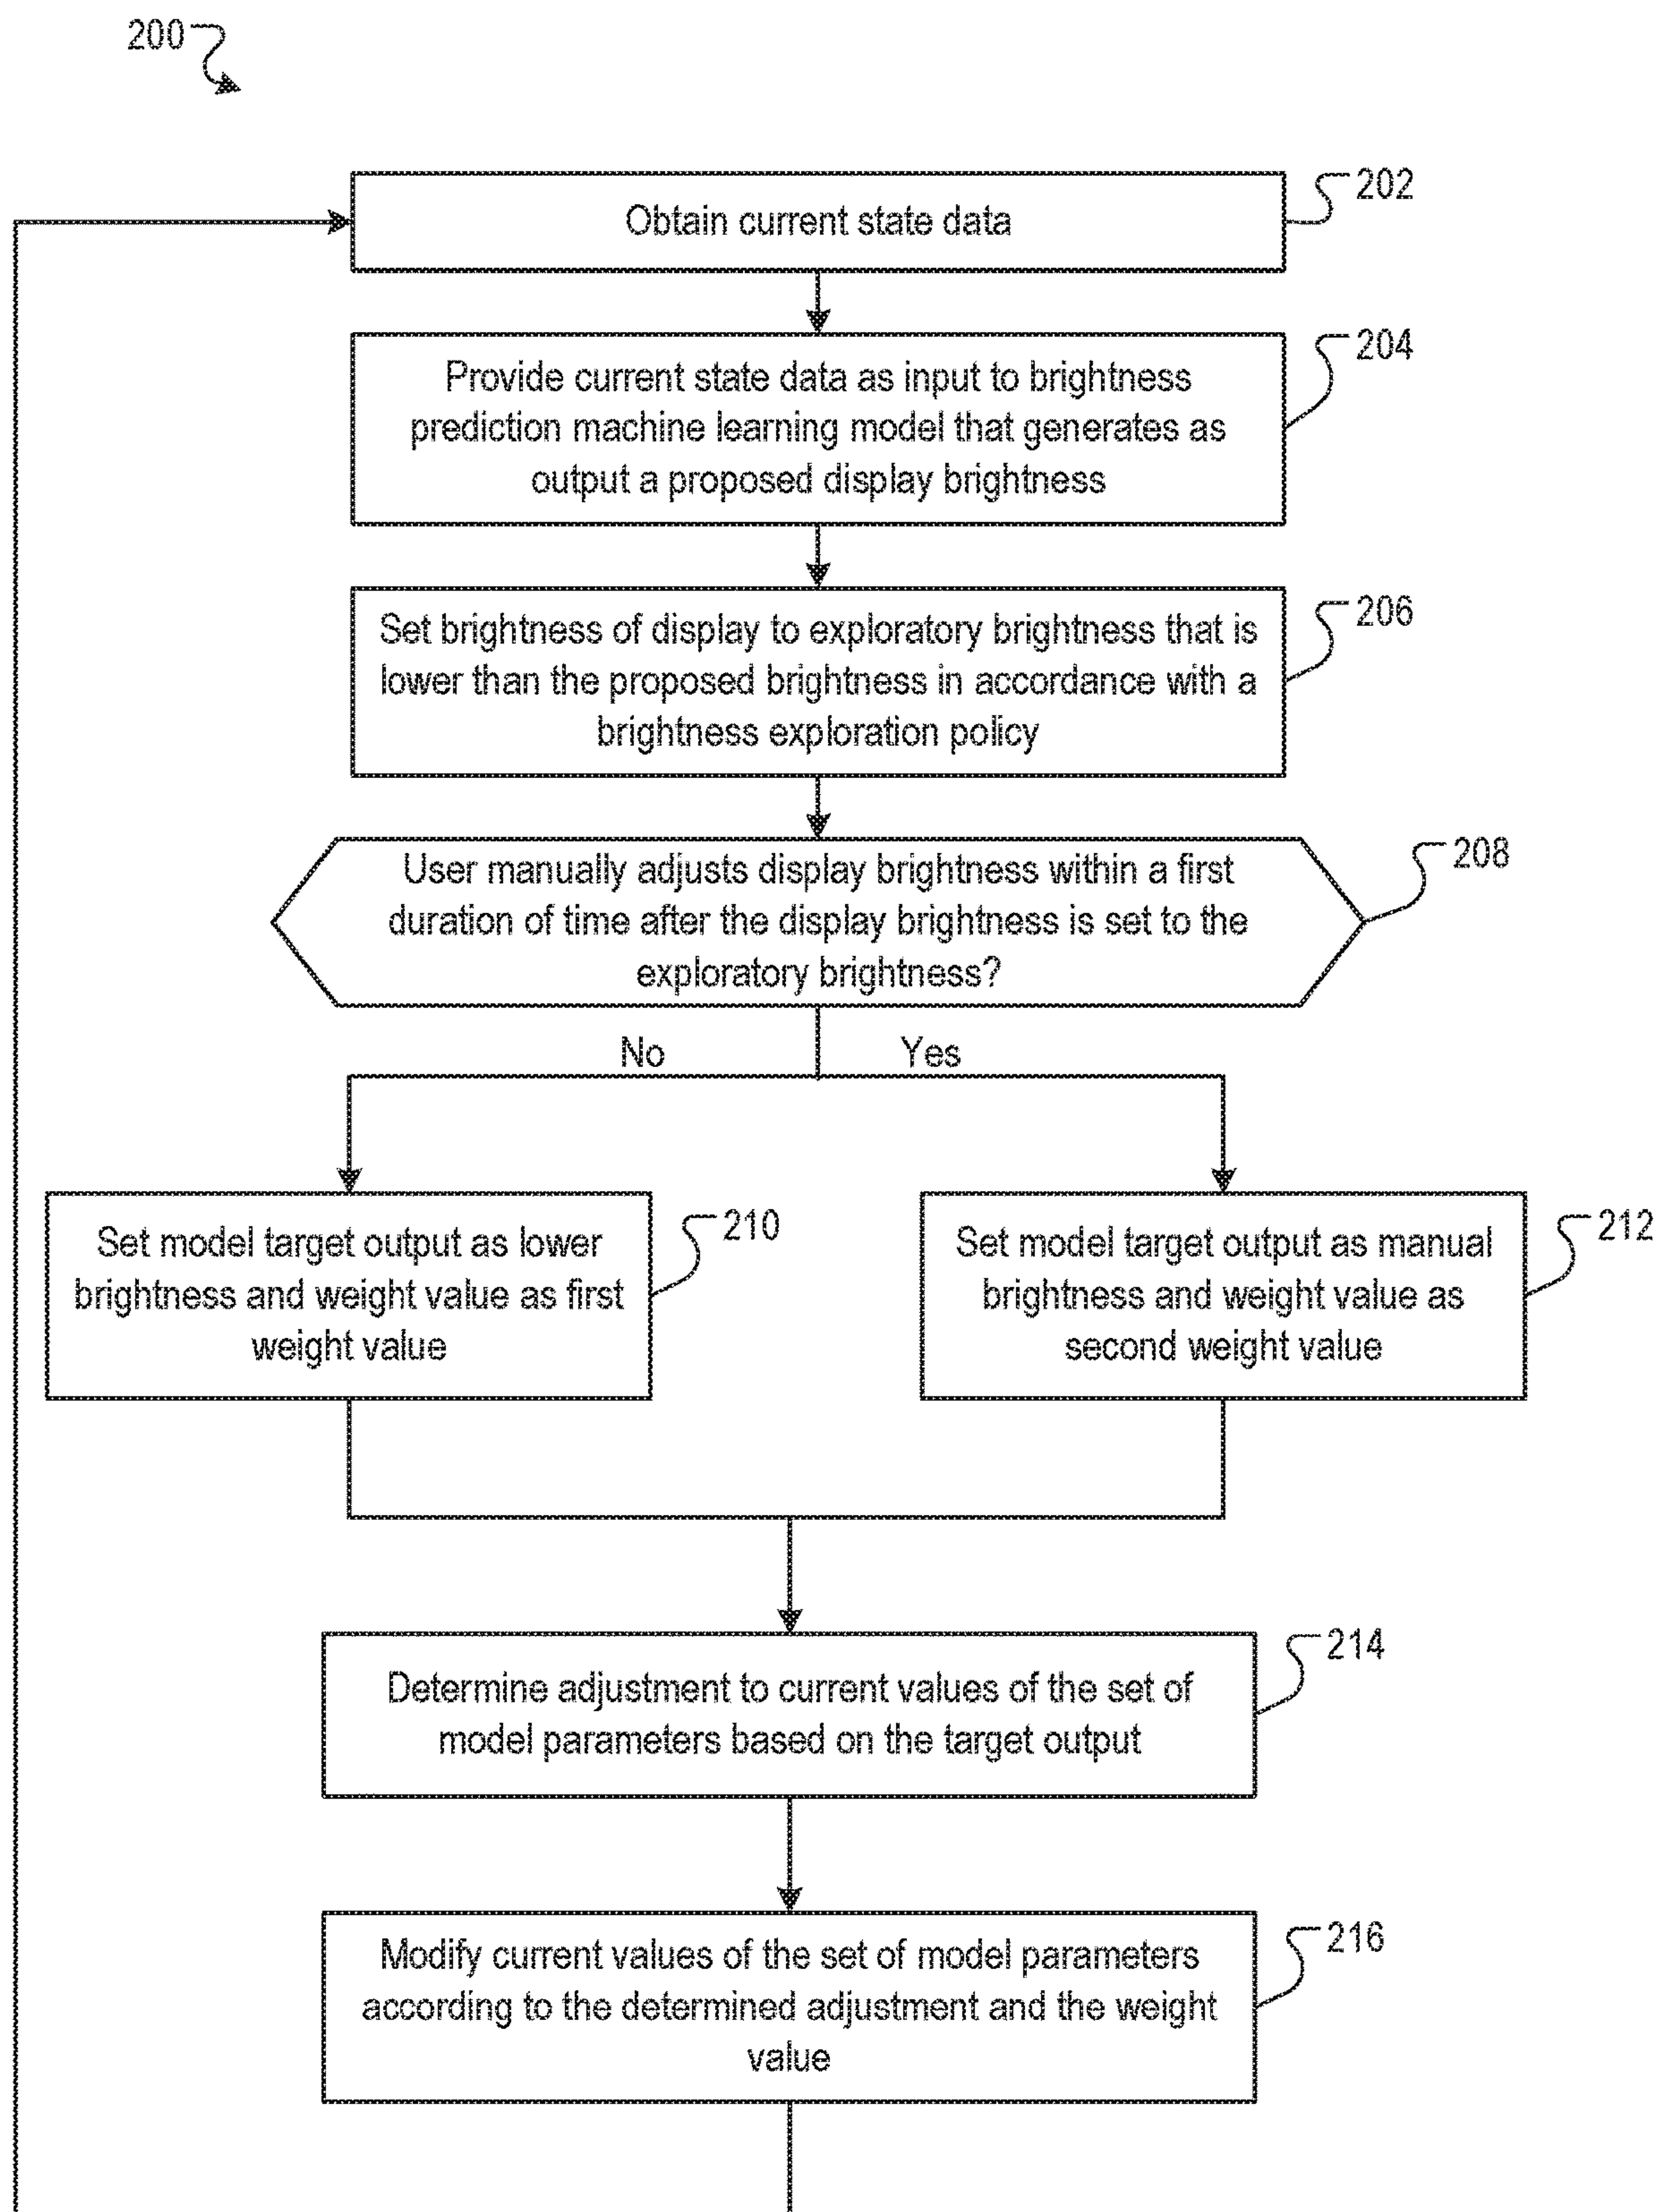 200
202
Obtain current state data
204
Provide current state data as input to brightness
prediction machine learning model that generates as
output a proposed display brightness
206
Set brightness of display to exploratory brightness that is
lower than the proposed brightness in accordance with a
brightness exploration policy
208
User manually adjusts display brightness within a first
duration of time after the display brightness is set to the
exploratory brightness?
No
Yes
210
Set model target output as lower
brightness and weight value as first
weight value
212
Set model target output as manual
brightness and weight value as
second weight value
214
Determine adjustment to current values of the set of
model parameters based on the target output
216
Modify current values of the set of model parameters
according to the determined adjustment and the weight
value